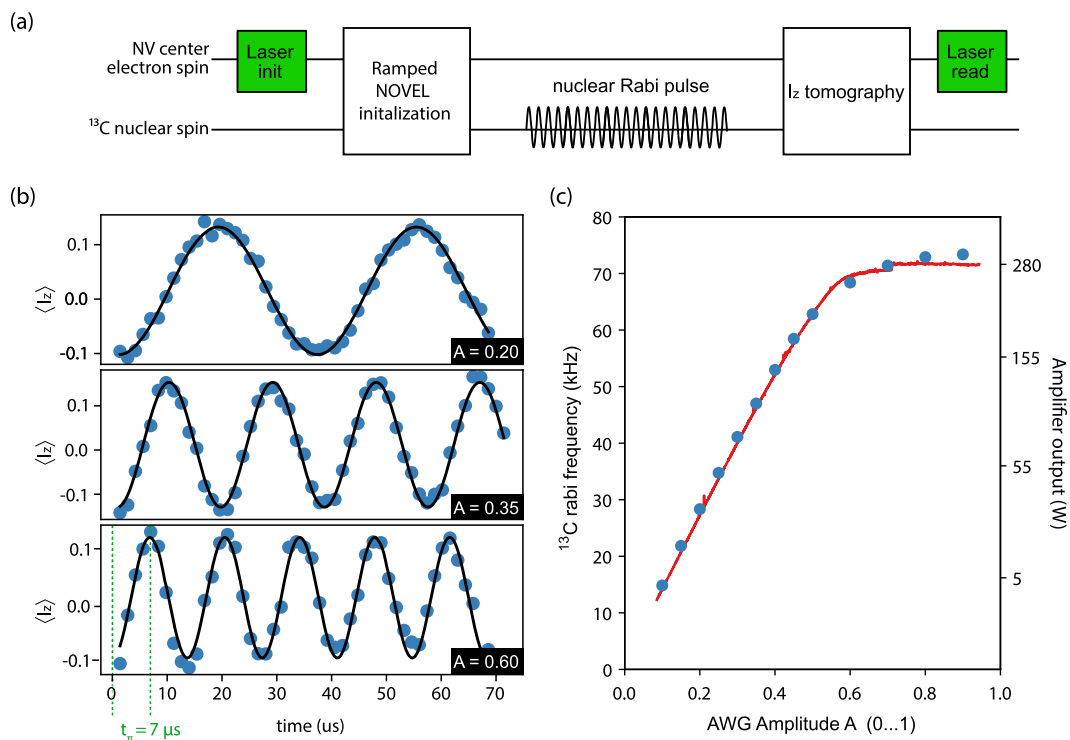 (a)
NV center
electron spin
Laser
init
Ramped
NOVEL
initalization
nuclear Rabi pulse
Iz tomography
Laser
read
¹³C nuclear spin
(b)
⟨Iz⟩
0.1
0.0
-0.1
A = 0.20
⟨Iz⟩
0.1
0.0
-0.1
A = 0.35
⟨Iz⟩
0.1
0.0
-0.1
A = 0.60
0 10 20 30 40 50 60 70
time (us)
tπ = 7 µs
(c)
¹³C rabi frequency (kHz)
80
70
60
50
40
30
20
10
0
0.0 0.2 0.4 0.6 0.8 1.0
AWG Amplitude A (0...1)
280
155
55
5
Amplifier output (W)